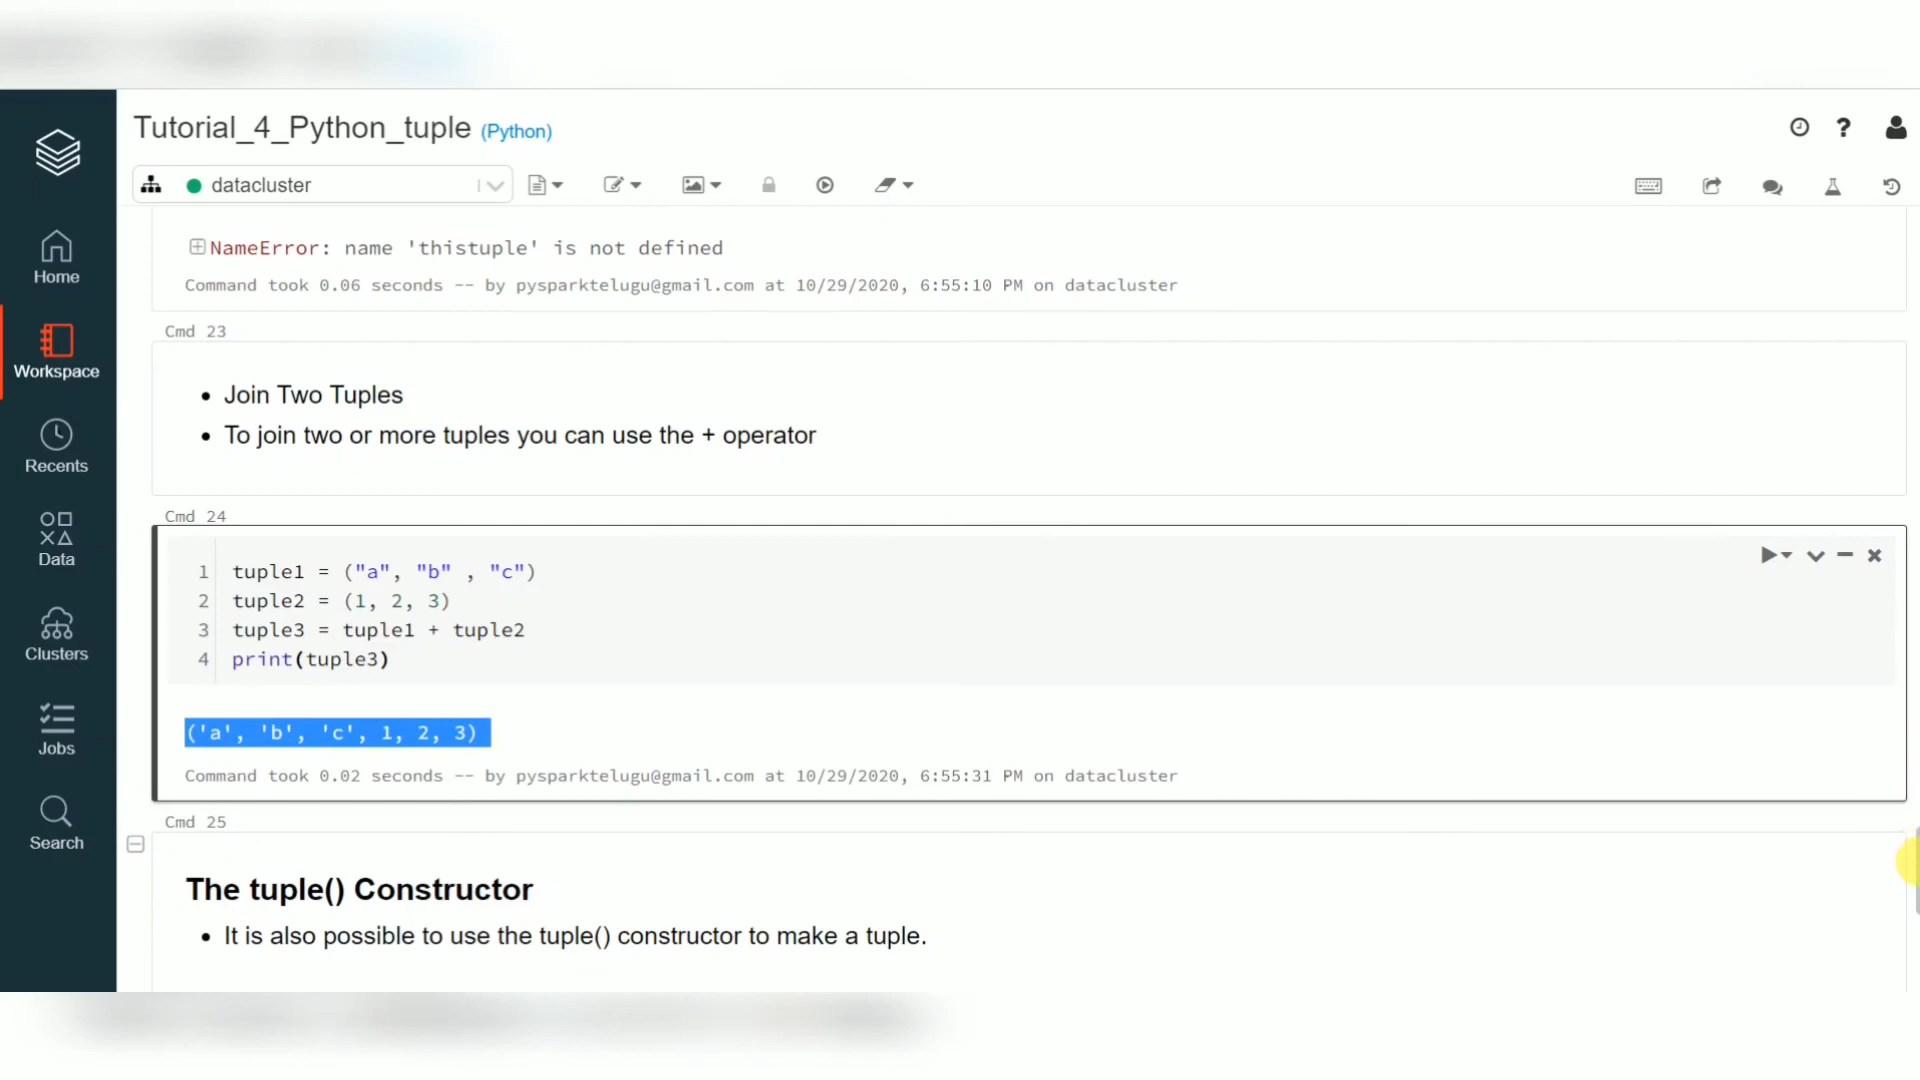 Tutorial_4_Python_tuple (Python)
datacluster
NameError: name 'thistuple' is not defined
Command took 0.06 seconds -- by pysparktelugu@gmail.com at 10/29/2020, 6:55:10 PM on datacluster
Home
Workspace
Recents
Data
Clusters
Jobs
Search
Cmd 23
• Join Two Tuples
• To join two or more tuples you can use the + operator
Cmd 24
1 tuple1 = ("a", "b" , "c")
2 tuple2 = (1, 2, 3)
3 tuple3 = tuple1 + tuple2
4 print(tuple3)
('a', 'b', 'c', 1, 2, 3)
Command took 0.02 seconds -- by pysparktelugu@gmail.com at 10/29/2020, 6:55:31 PM on datacluster
Cmd 25
The tuple() Constructor
• It is also possible to use the tuple() constructor to make a tuple.